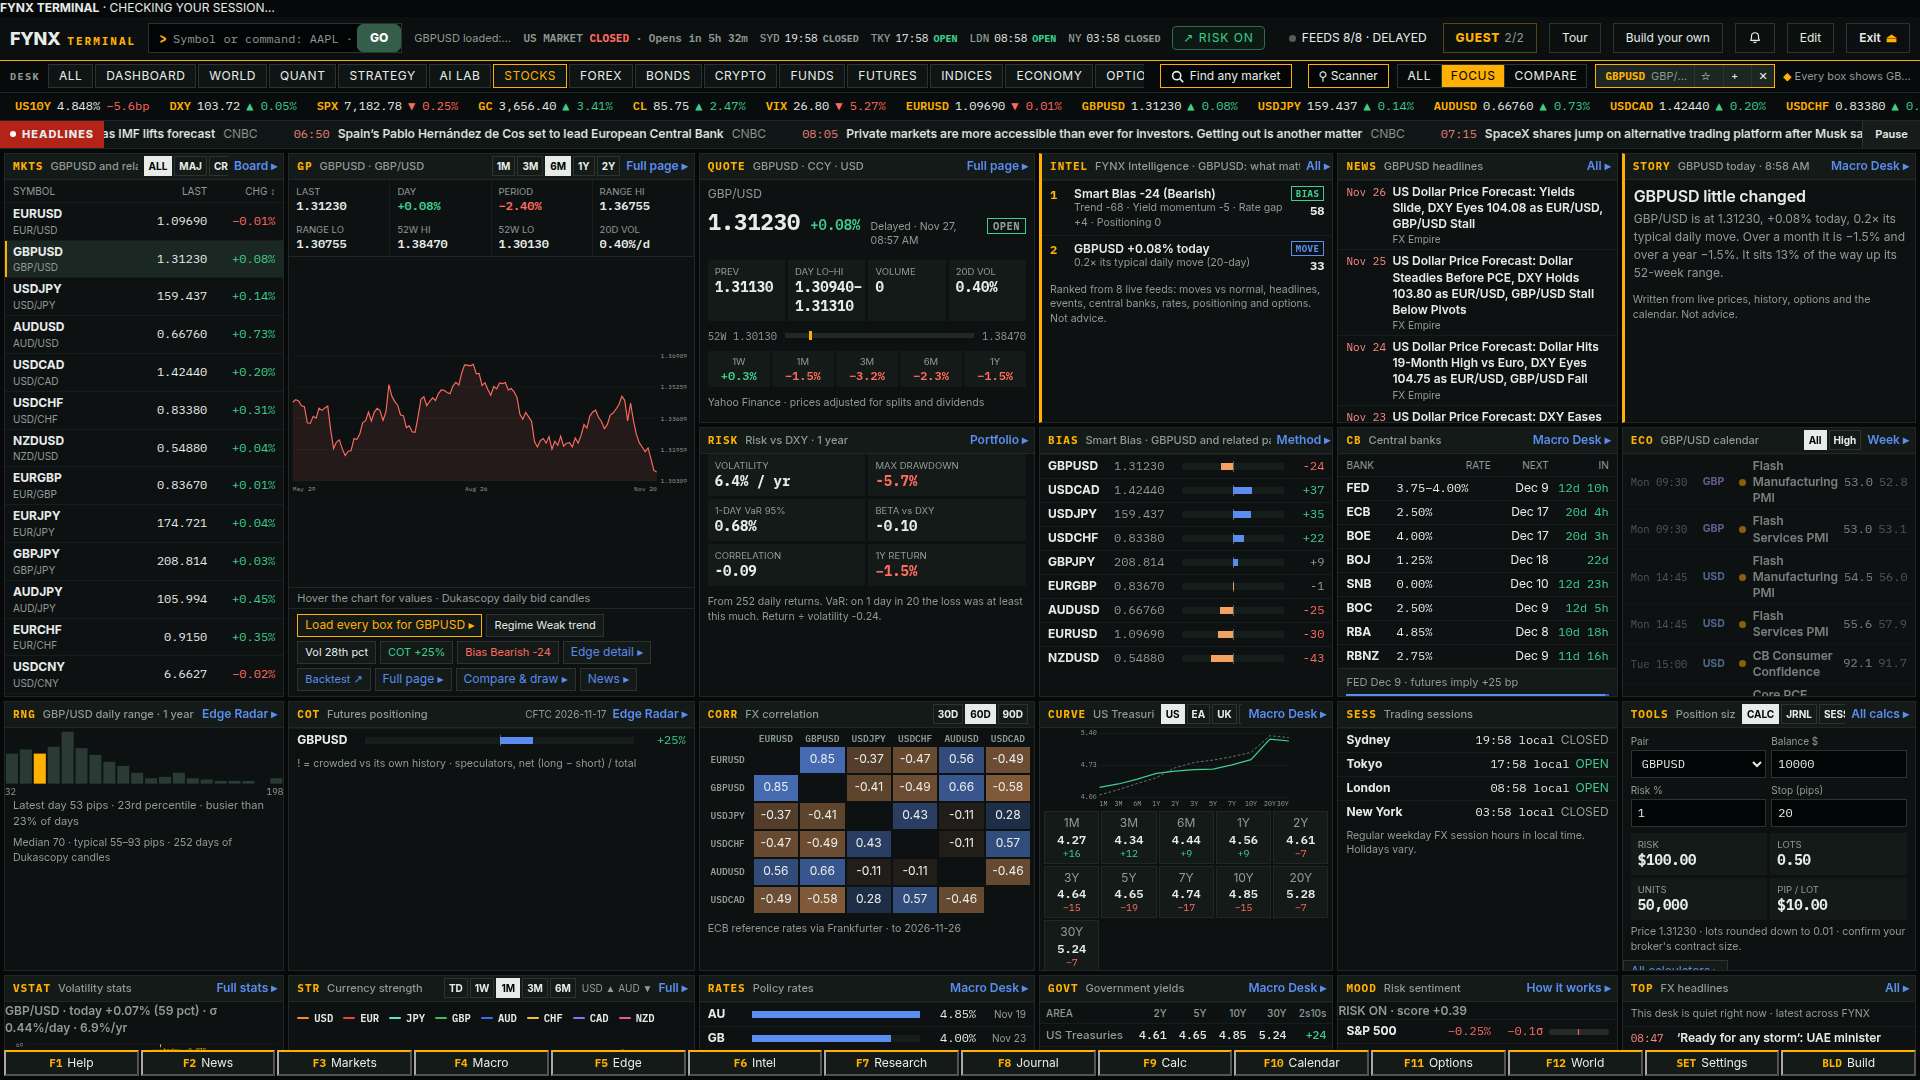 FYNX TERMINAL · CHECKING YOUR SESSION...
FYNX TERMINAL > Symbol or command: AAPL · GO GBPUSD loaded:... US MARKET CLOSED · Opens in 5h 32m SYD 19:58 CLOSED TKY 17:58 OPEN LDN 08:58 OPEN NY 03:58 CLOSED ↗ RISK ON FEEDS 8/8 · DELAYED GUEST 2/2 Tour Build your own Edit Exit ⏏
DESK ALL DASHBOARD WORLD QUANT STRATEGY AI LAB STOCKS FOREX BONDS CRYPTO FUNDS FUTURES INDICES ECONOMY OPTIO Find any market Scanner ALL FOCUS COMPARE GBPUSD GBP/... ☆ + × ◆ Every box shows GB...
US10Y 4.848% −5.6bp DXY 103.72 ▲ 0.05% SPX 7,182.78 ▼ 0.25% GC 3,656.40 ▲ 3.41% CL 85.75 ▲ 2.47% VIX 26.80 ▼ 5.27% EURUSD 1.09690 ▼ 0.01% GBPUSD 1.31230 ▲ 0.08% USDJPY 159.437 ▲ 0.14% AUDUSD 0.66760 ▲ 0.73% USDCAD 1.42440 ▲ 0.20% USDCHF 0.83380 ▲ 0.
HEADLINES as IMF lifts forecast CNBC 06:50 Spain's Pablo Hernández de Cos set to lead European Central Bank CNBC 08:05 Private markets are more accessible than ever for investors. Getting out is another matter CNBC 07:15 SpaceX shares jump on alternative trading platform after Musk sa Pause
MKTS GBPUSD and rela ALL MAJ CR Board ▸
SYMBOL LAST CHG ↕
EURUSD 1.09690 −0.01%
EUR/USD
GBPUSD 1.31230 +0.08%
GBP/USD
USDJPY 159.437 +0.14%
USD/JPY
AUDUSD 0.66760 +0.73%
AUD/USD
USDCAD 1.42440 +0.20%
USD/CAD
USDCHF 0.83380 +0.31%
USD/CHF
NZDUSD 0.54880 +0.04%
NZD/USD
EURGBP 0.83670 +0.01%
EUR/GBP
EURJPY 174.721 +0.04%
EUR/JPY
GBPJPY 208.814 +0.03%
GBP/JPY
AUDJPY 105.994 +0.45%
AUD/JPY
EURCHF 0.9150 +0.35%
EUR/CHF
USDCNY 6.6627 −0.02%
USD/CNY
GP GBPUSD · GBP/USD 1M 3M 6M 1Y 2Y Full page ▸
LAST DAY PERIOD RANGE HI
1.31230 +0.08% −2.40% 1.36755
RANGE LO 52W HI 52W LO 20D VOL
1.30755 1.38470 1.30130 0.40%/d
May 29 Aug 26 Nov 20
Hover the chart for values · Dukascopy daily bid candles
Load every box for GBPUSD ▸ Regime Weak trend
Vol 28th pct COT +25% Bias Bearish -24 Edge detail ▸
Backtest ↗ Full page ▸ Compare & draw ▸ News ▸
QUOTE GBPUSD · CCY · USD Full page ▸
GBP/USD
1.31230 +0.08% Delayed · Nov 27, 08:57 AM OPEN
PREV DAY LO–HI VOLUME 20D VOL
1.31130 1.30940–1.31310 0 0.40%
52W 1.30130 1.38470
1W 1M 3M 6M 1Y
+0.3% −1.5% −3.2% −2.3% −1.5%
Yahoo Finance · prices adjusted for splits and dividends
INTEL FYNX Intelligence · GBPUSD: what matt All ▸
1 Smart Bias -24 (Bearish) BIAS
Trend -68 · Yield momentum -5 · Rate gap +4 · Positioning 0 58
2 GBPUSD +0.08% today MOVE
0.2× its typical daily move (20-day) 33
Ranked from 8 live feeds: moves vs normal, headlines, events, central banks, rates, positioning and options. Not advice.
NEWS GBPUSD headlines All ▸
Nov 26 US Dollar Price Forecast: Yields Slide, DXY Eyes 104.08 as EUR/USD, GBP/USD Stall
FX Empire
Nov 25 US Dollar Price Forecast: Dollar Steadles Before PCE, DXY Holds 103.80 as EUR/USD, GBP/USD Stall Below Pivots
FX Empire
Nov 24 US Dollar Price Forecast: Dollar Hits 19-Month High vs Euro, DXY Eyes 104.75 as EUR/USD, GBP/USD Fall
FX Empire
Nov 23 US Dollar Price Forecast: DXY Eases
STORY GBPUSD today · 8:58 AM Macro Desk ▸
GBPUSD little changed
GBPUSD is at 1.31230, +0.08% today, 0.2× its typical daily move. Over a month it is −1.5% and over a year −1.5%. It sits 13% of the way up its 52-week range.
Written from live prices, history, options and the calendar. Not advice.
RISK Risk vs DXY · 1 year Portfolio ▸
VOLATILITY MAX DRAWDOWN
6.4% / yr -5.7%
1-DAY VaR 95% BETA vs DXY
0.68% -0.10
CORRELATION 1Y RETURN
-0.09 −1.5%
From 252 daily returns. VaR: on 1 day in 20 the loss was at least this much. Return ÷ volatility -0.24.
BIAS Smart Bias · GBPUSD and related pa Method ▸
GBPUSD 1.31230 -24
USDCAD 1.42440 +37
USDJPY 159.437 +35
USDCHF 0.83380 +22
GBPJPY 208.814 +9
EURGBP 0.83670 -1
AUDUSD 0.66760 -25
EURUSD 1.09690 -30
NZDUSD 0.54880 -43
CB Central banks Macro Desk ▸
BANK RATE NEXT IN
FED 3.75–4.00% Dec 9 12d 10h
ECB 2.50% Dec 17 20d 4h
BOE 4.00% Dec 17 20d 3h
BOJ 1.25% Dec 18 22d
SNB 0.00% Dec 10 12d 23h
BOC 2.50% Dec 9 12d 5h
RBA 4.85% Dec 8 10d 18h
RBNZ 2.75% Dec 9 11d 16h
FED Dec 9 · futures imply +25 bp
ECO GBP/USD calendar All High Week ▸
Mon 09:30 GBP Flash Manufacturing PMI 53.0 52.8
Mon 09:30 GBP Flash Services PMI 53.0 53.1
Mon 14:45 USD Flash Manufacturing PMI 54.5 56.0
Mon 14:45 USD Flash Services PMI 55.6 57.9
Tue 15:00 USD CB Consumer Confidence 92.1 91.7
Core PCE
RNG GBP/USD daily range · 1 year Edge Radar ▸
32 198
Latest day 53 pips · 23rd percentile · busier than 23% of days
Median 70 · typical 55–93 pips · 252 days of Dukascopy candles
COT Futures positioning CFTC 2026-11-17 Edge Radar ▸
GBPUSD +25%
! = crowded vs its own history · speculators, net (long − short) / total
CORR FX correlation 30D 60D 90D
EURUSD GBPUSD USDJPY USDCHF AUDUSD USDCAD
EURUSD 0.85 -0.37 -0.47 0.56 -0.49
GBPUSD 0.85 -0.41 -0.49 0.66 -0.58
USDJPY -0.37 -0.41 0.43 -0.11 0.28
USDCHF -0.47 -0.49 0.43 -0.11 0.57
AUDUSD 0.56 0.66 -0.11 -0.11 -0.46
USDCAD -0.49 -0.58 0.28 0.57 -0.46
ECB reference rates via Frankfurter · to 2026-11-26
CURVE US Treasuri US EA UK Macro Desk ▸
5.40
4.73
4.06
1M 3M 6M 1Y 2Y 3Y 5Y 7Y 10Y 20Y 30Y
1M 3M 6M 1Y 2Y
4.27 4.34 4.44 4.56 4.61
+16 +12 +9 +9 −7
3Y 5Y 7Y 10Y 20Y
4.64 4.65 4.74 4.85 5.28
−15 −19 −17 −15 −7
30Y
5.24
−7
SESS Trading sessions
Sydney 19:58 local CLOSED
Tokyo 17:58 local OPEN
London 08:58 local OPEN
New York 03:58 local CLOSED
Regular weekday FX session hours in local time. Holidays vary.
TOOLS Position siz CALC JRNL SES All calcs ▸
Pair Balance $
GBPUSD 10000
Risk % Stop (pips)
1 20
RISK LOTS
$100.00 0.50
UNITS PIP / LOT
50,000 $10.00
Price 1.31230 · lots rounded down to 0.01 · confirm your broker's contract size.
All calculators ▸
VSTAT Volatility stats Full stats ▸
GBP/USD · today +0.07% (59 pct) · σ 0.44%/day · 6.9%/yr
STR Currency strength TD 1W 1M 3M 6M USD ▲ AUD ▼ Full ▸
USD EUR JPY GBP AUD CHF CAD NZD
RATES Policy rates Macro Desk ▸
AU 4.85% Nov 19
GB 4.00% Nov 23
GOVT Government yields Macro Desk ▸
AREA 2Y 5Y 10Y 30Y 2s10s
US Treasuries 4.61 4.65 4.85 5.24 +24
MOOD Risk sentiment How it works ▸
RISK ON · score +0.39
S&P 500 −0.25% −0.1σ
TOP FX headlines All ▸
This desk is quiet right now · latest across FYNX
08:47 'Ready for any storm': UAE minister
F1 Help F2 News F3 Markets F4 Macro F5 Edge F6 Intel F7 Research F8 Journal F9 Calc F10 Calendar F11 Options F12 World SET Settings BLD Build